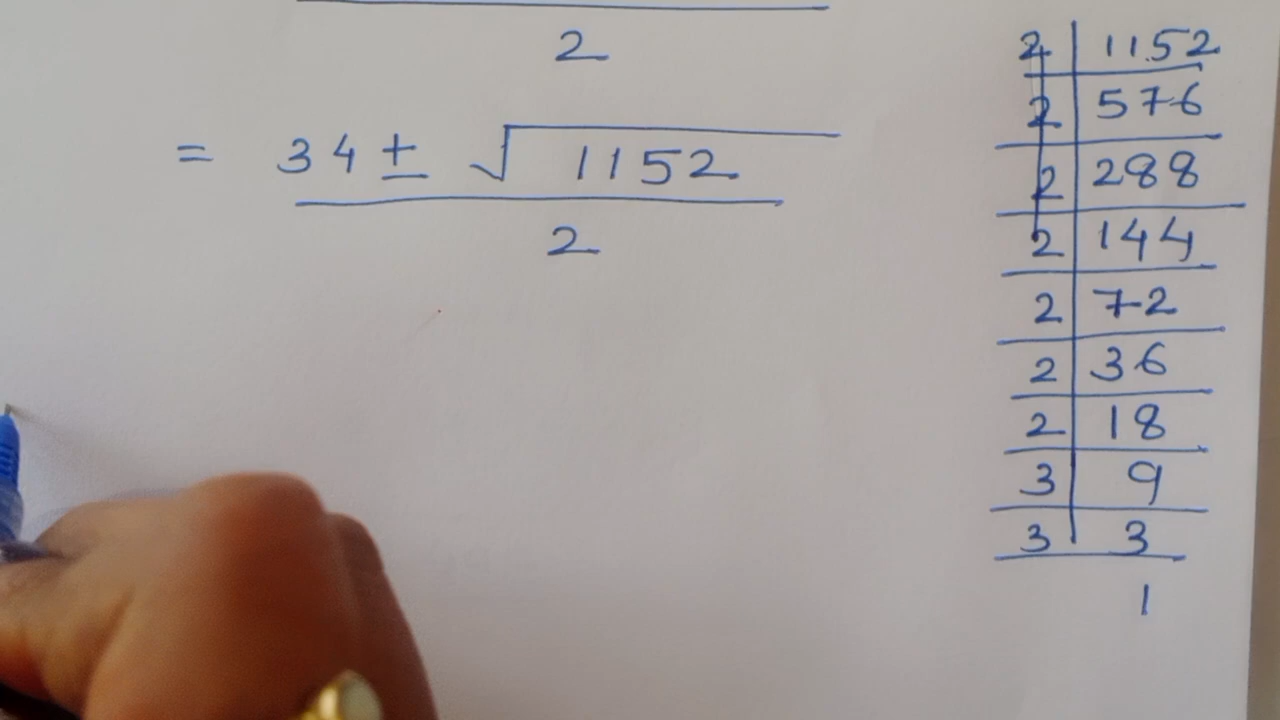 2
= 34 ± √1152
2
2 | 1152
2 | 576
2 | 288
2 | 144
2 | 72
2 | 36
2 | 18
3 | 9
3 | 3
1